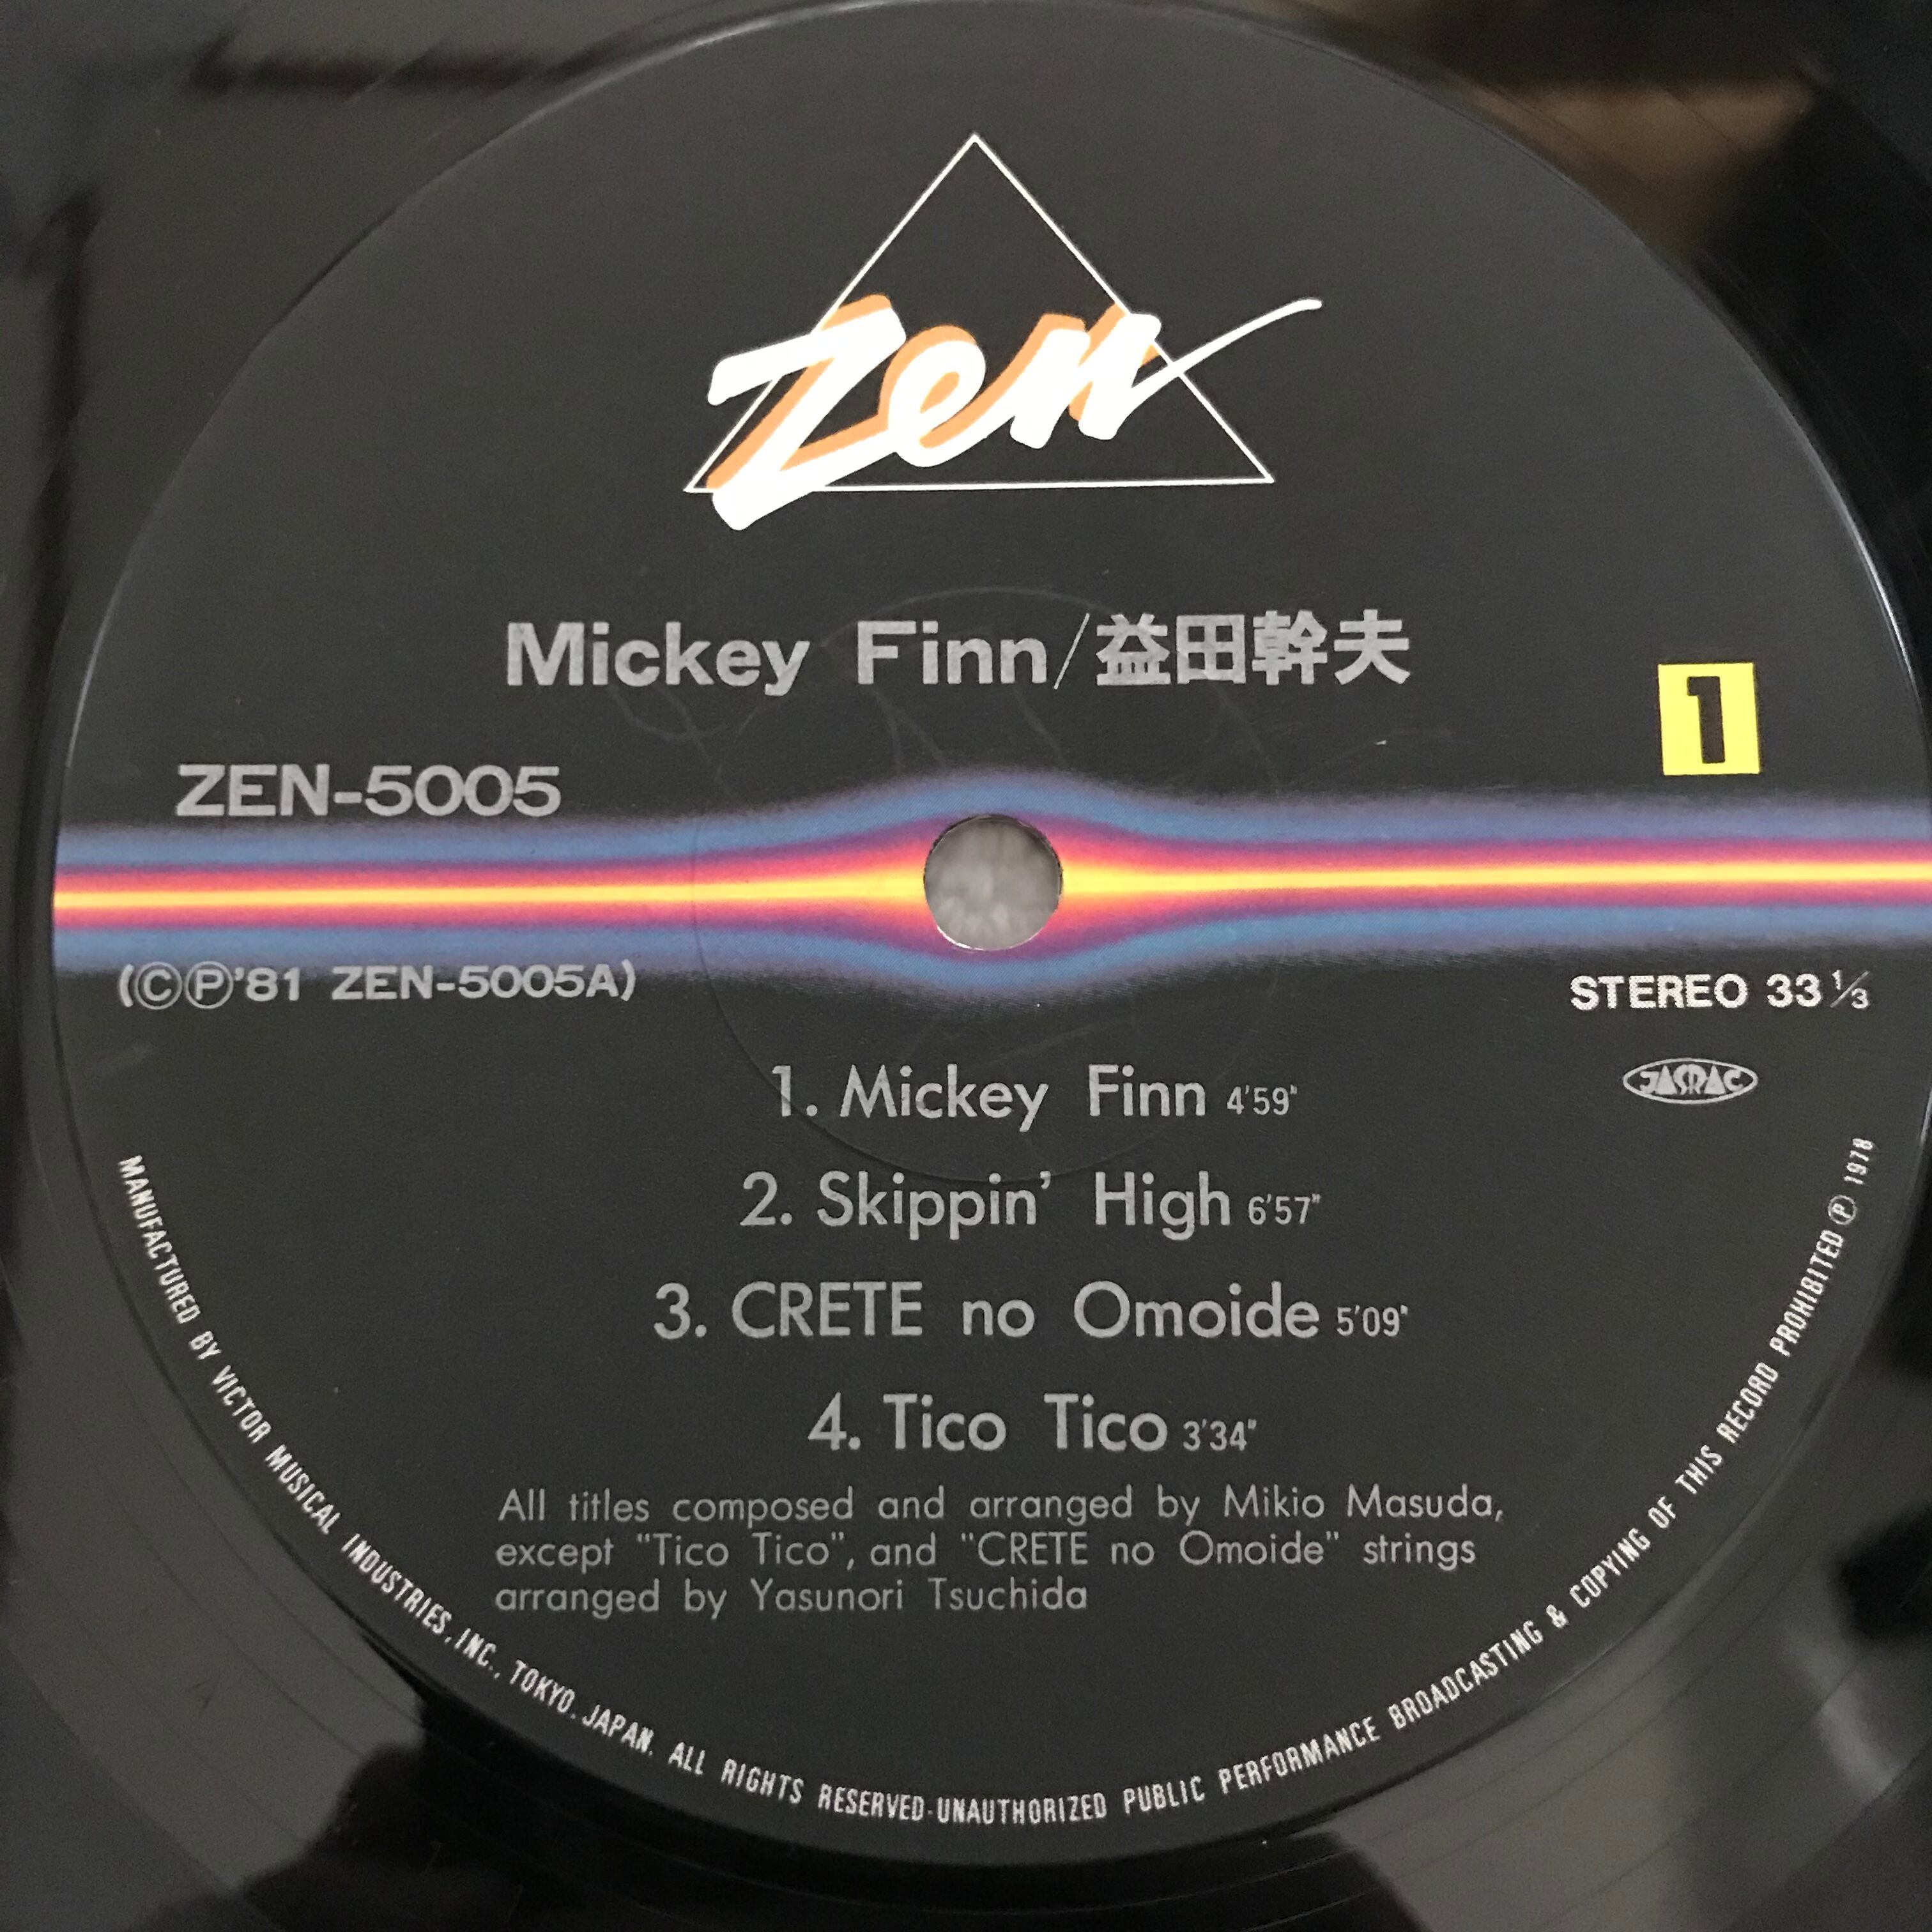 Zen
Mickey Finn/益田幹夫
1
ZEN-5005
(©℗'81 ZEN-5005A)
STEREO 33 1/3
JASRAC
1. Mickey Finn 4'59"
2. Skippin' High 6'57"
3. CRETE no Omoide 5'09"
4. Tico Tico 3'34"
All titles composed and arranged by Mikio Masuda,
except "Tico Tico", and "CRETE no Omoide" strings
arranged by Yasunori Tsuchida
MANUFACTURED BY VICTOR MUSICAL INDUSTRIES, INC., TOKYO, JAPAN. ALL RIGHTS RESERVED-UNAUTHORIZED PUBLIC PERFORMANCE BROADCASTING & COPYING OF THIS RECORD PROHIBITED ℗ 1978